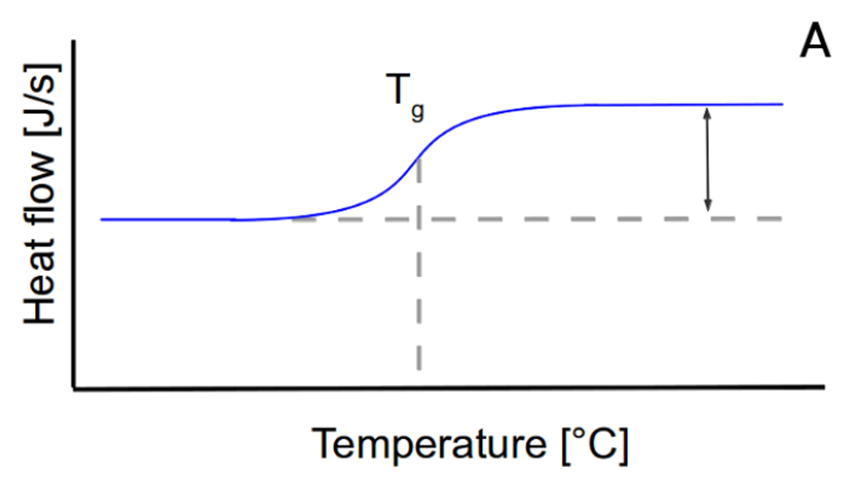 A
Tg
Heat flow [J/s]
Temperature [°C]